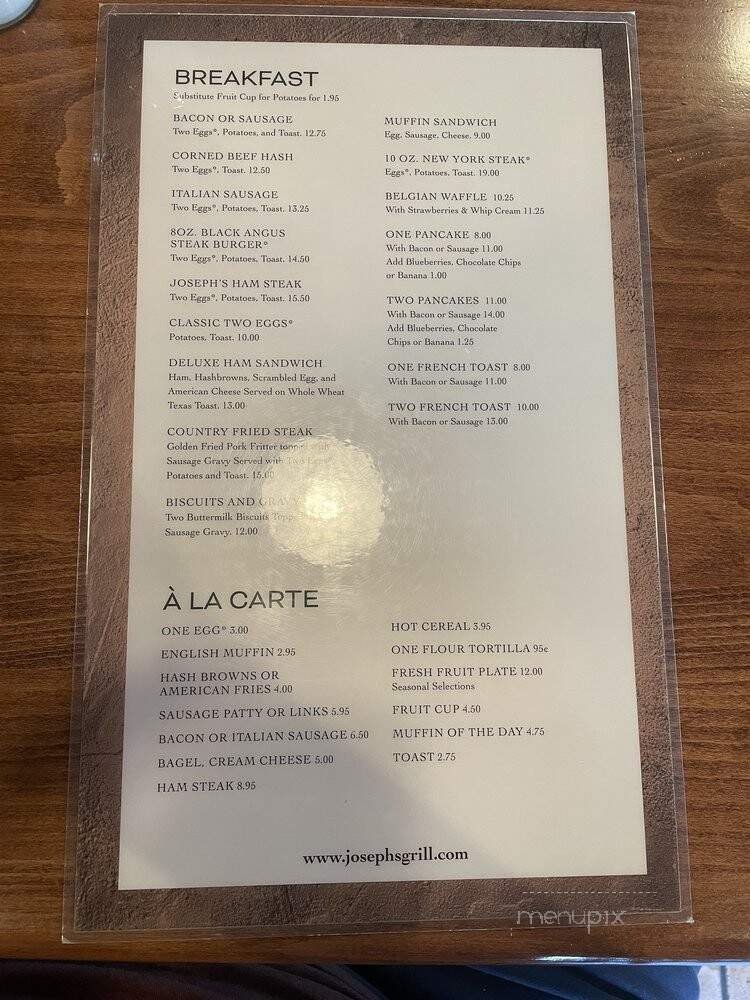 BREAKFAST
Substitute Fruit Cup for Potatoes for 1.95
BACON OR SAUSAGE
Two Eggs*, Potatoes, and Toast. 12.75
CORNED BEEF HASH
Two Eggs*, Toast. 12.50
ITALIAN SAUSAGE
Two Eggs*, Potatoes, Toast. 13.25
8OZ. BLACK ANGUS
STEAK BURGER*
Two Eggs*, Potatoes, Toast. 14.50
JOSEPH'S HAM STEAK
Two Eggs*, Potatoes, Toast. 15.50
CLASSIC TWO EGGS*
Potatoes, Toast. 10.00
DELUXE HAM SANDWICH
Ham, Hashbrowns, Scrambled Egg, and
American Cheese Served on Whole Wheat
Texas Toast. 13.00
COUNTRY FRIED STEAK
Golden Fried Pork Fritter topped with
Sausage Gravy Served with Two Eggs*,
Potatoes and Toast. 15.00
BISCUITS AND GRAVY
Two Buttermilk Biscuits Topped
Sausage Gravy. 12.00
MUFFIN SANDWICH
Egg, Sausage, Cheese. 9.00
10 OZ. NEW YORK STEAK*
Eggs*, Potatoes, Toast. 19.00
BELGIAN WAFFLE 10.25
With Strawberries & Whip Cream 11.25
ONE PANCAKE 8.00
With Bacon or Sausage 11.00
Add Blueberries, Chocolate Chips
or Banana 1.00
TWO PANCAKES 11.00
With Bacon or Sausage 14.00
Add Blueberries, Chocolate
Chips or Banana 1.25
ONE FRENCH TOAST 8.00
With Bacon or Sausage 11.00
TWO FRENCH TOAST 10.00
With Bacon or Sausage 13.00
À LA CARTE
ONE EGG* 3.00
ENGLISH MUFFIN 2.95
HASH BROWNS OR
AMERICAN FRIES 4.00
SAUSAGE PATTY OR LINKS 5.95
BACON OR ITALIAN SAUSAGE 6.50
BAGEL, CREAM CHEESE 5.00
HAM STEAK 8.95
HOT CEREAL 3.95
ONE FLOUR TORTILLA 95¢
FRESH FRUIT PLATE 12.00
Seasonal Selections
FRUIT CUP 4.50
MUFFIN OF THE DAY 4.75
TOAST 2.75
www.josephsgrill.com
menupix